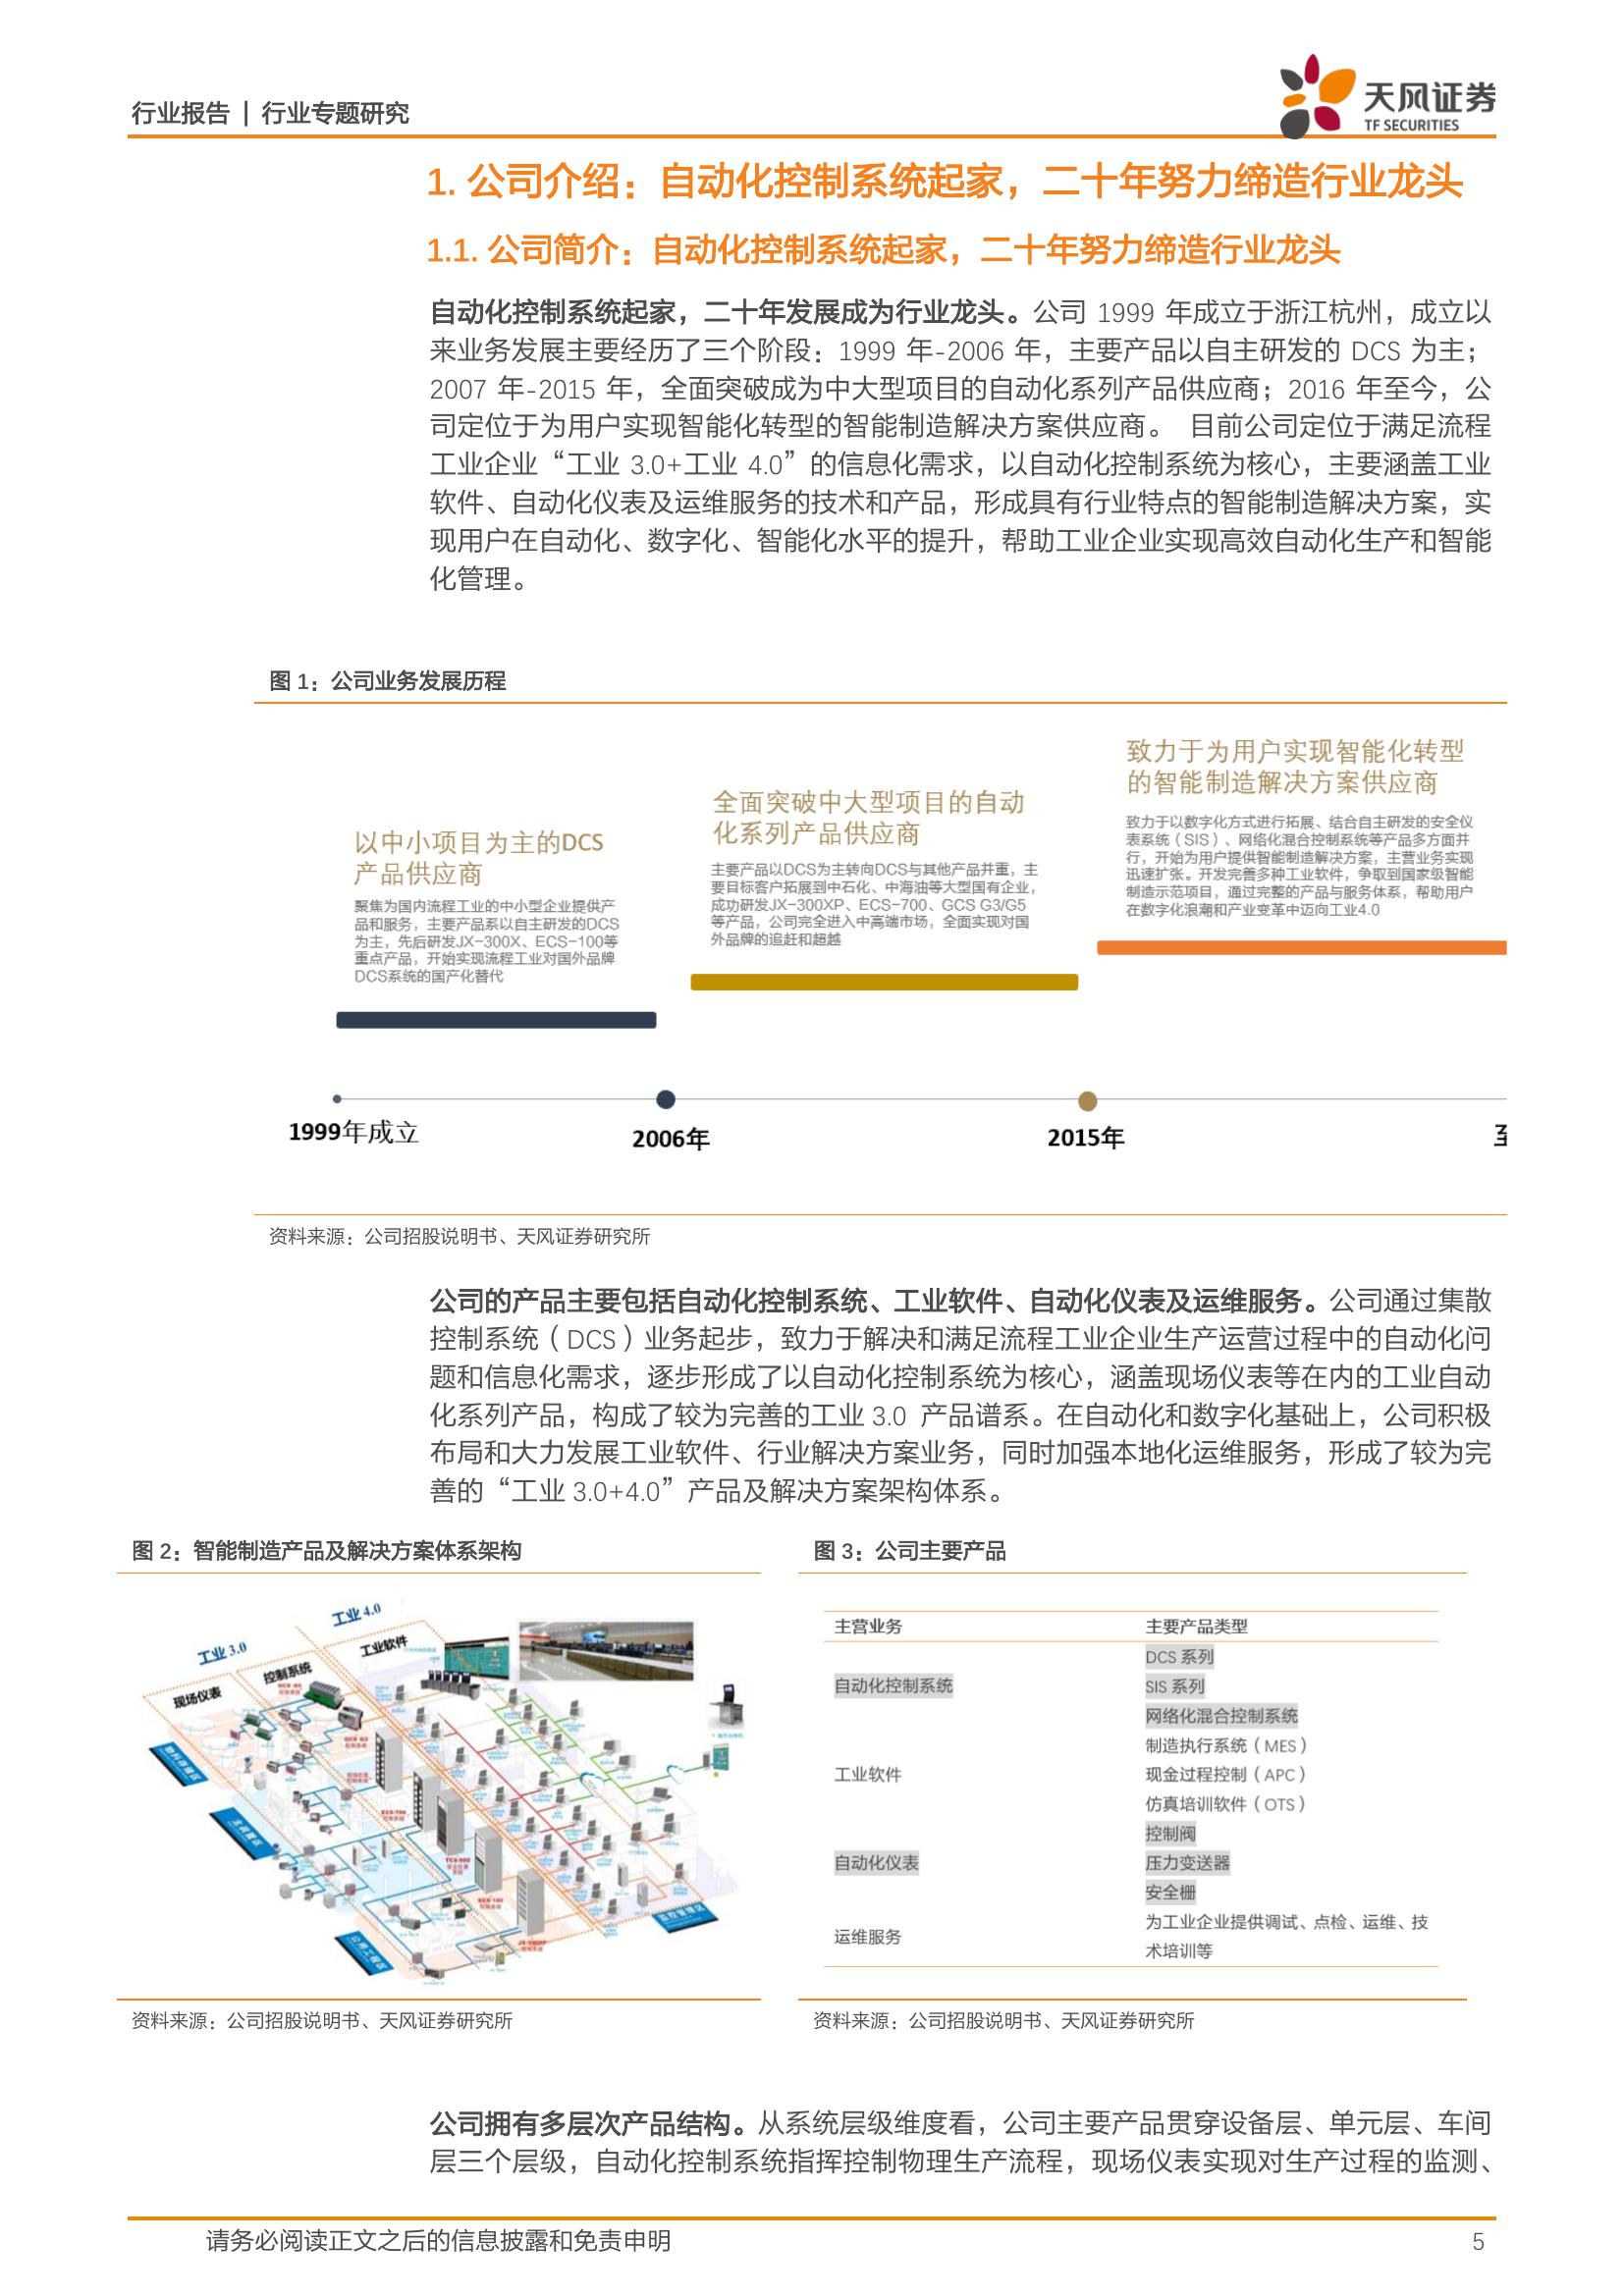 行业报告 | 行业专题研究
天风证券
TF SECURITIES
1. 公司介绍：自动化控制系统起家，二十年努力缔造行业龙头
1.1. 公司简介：自动化控制系统起家，二十年努力缔造行业龙头
自动化控制系统起家，二十年发展成为行业龙头。公司 1999 年成立于浙江杭州，成立以
来业务发展主要经历了三个阶段：1999 年-2006 年，主要产品以自主研发的 DCS 为主；
2007 年-2015 年，全面突破成为中大型项目的自动化系列产品供应商；2016 年至今，公
司定位于为用户实现智能化转型的智能制造解决方案供应商。 目前公司定位于满足流程
工业企业“工业 3.0+工业 4.0”的信息化需求，以自动化控制系统为核心，主要涵盖工业
软件、自动化仪表及运维服务的技术和产品，形成具有行业特点的智能制造解决方案，实
现用户在自动化、数字化、智能化水平的提升，帮助工业企业实现高效自动化生产和智能
化管理。
图 1：公司业务发展历程
以中小项目为主的DCS
产品供应商
聚焦为国内流程工业的中小型企业提供产
品和服务，主要产品系以自主研发的DCS
为主，先后研发JX-300X、ECS-100等
重点产品，开始实现流程工业对国外品牌
DCS系统的国产化替代
全面突破中大型项目的自动
化系列产品供应商
主要产品以DCS为主转向DCS与其他产品并重，主
要目标客户拓展到中石化、中海油等大型国有企业，
成功研发JX-300XP、ECS-700、GCS G3/G5
等产品，公司完全进入中高端市场，全面实现对国
外品牌的追赶和超越
致力于为用户实现智能化转型
的智能制造解决方案供应商
致力于以数字化方式进行拓展、结合自主研发的安全仪
表系统（SIS）、网络化混合控制系统等产品多方面并
行，开始为用户提供智能制造解决方案，主营业务实现
迅速扩张。开发完善多种工业软件，争取到国家级智能
制造示范项目，通过完整的产品与服务体系，帮助用户
在数字化浪潮和产业变革中迈向工业4.0
1999年成立
2006年
2015年
资料来源：公司招股说明书、天风证券研究所
公司的产品主要包括自动化控制系统、工业软件、自动化仪表及运维服务。公司通过集散
控制系统（DCS）业务起步，致力于解决和满足流程工业企业生产运营过程中的自动化问
题和信息化需求，逐步形成了以自动化控制系统为核心，涵盖现场仪表等在内的工业自动
化系列产品，构成了较为完善的工业 3.0 产品谱系。在自动化和数字化基础上，公司积极
布局和大力发展工业软件、行业解决方案业务，同时加强本地化运维服务，形成了较为完
善的“工业 3.0+4.0”产品及解决方案架构体系。
图 2：智能制造产品及解决方案体系架构
工业 4.0
工业 3.0
工业软件
控制系统
现场仪表
资料来源：公司招股说明书、天风证券研究所
图 3：公司主要产品
主营业务 主要产品类型
DCS 系列
自动化控制系统 SIS 系列
网络化混合控制系统
制造执行系统（MES）
工业软件 现金过程控制（APC）
仿真培训软件（OTS）
控制阀
自动化仪表 压力变送器
安全栅
运维服务 为工业企业提供调试、点检、运维、技
术培训等
资料来源：公司招股说明书、天风证券研究所
公司拥有多层次产品结构。从系统层级维度看，公司主要产品贯穿设备层、单元层、车间
层三个层级，自动化控制系统指挥控制物理生产流程，现场仪表实现对生产过程的监测、
请务必阅读正文之后的信息披露和免责申明 5